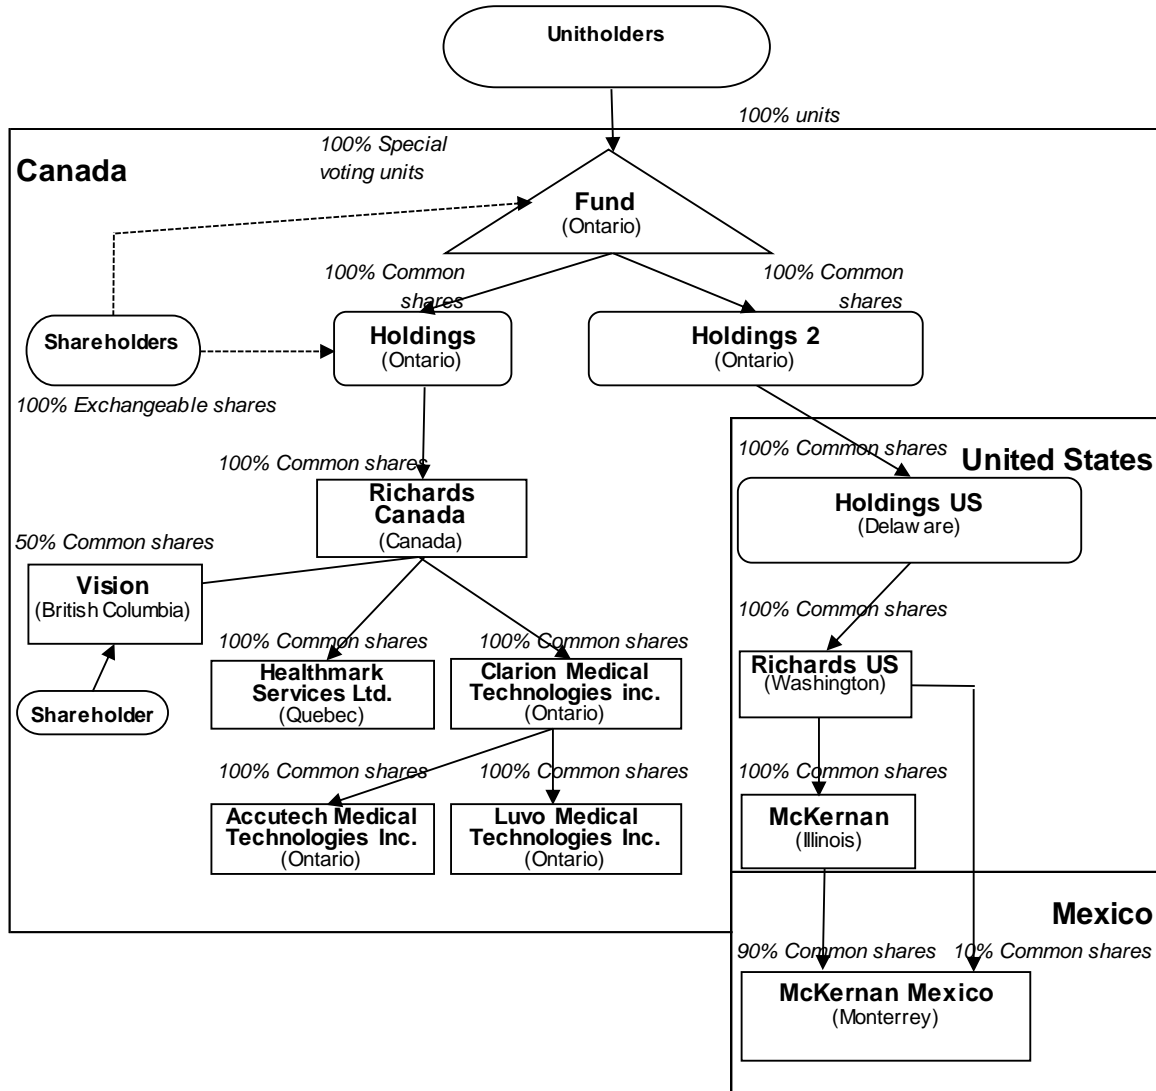 Unitholders
100% units
100% Special
voting units
Canada
Fund
(Ontario)
100% Common
shares
100% Common
shares
Shareholders
Holdings
(Ontario)
Holdings 2
(Ontario)
100% Exchangeable shares
100% Common shares
100% Common shares
United States
Richards
Canada
(Canada)
Holdings US
(Delaware)
50% Common shares
Vision
(British Columbia)
100% Common shares
100% Common shares
100% Common shares
Healthmark
Services Ltd.
(Quebec)
Clarion Medical
Technologies inc.
(Ontario)
Richards US
(Washington)
Shareholder
100% Common shares
100% Common shares
100% Common shares
Accutech Medical
Technologies Inc.
(Ontario)
Luvo Medical
Technologies Inc.
(Ontario)
McKernan
(Illinois)
Mexico
90% Common shares
10% Common shares
McKernan Mexico
(Monterrey)